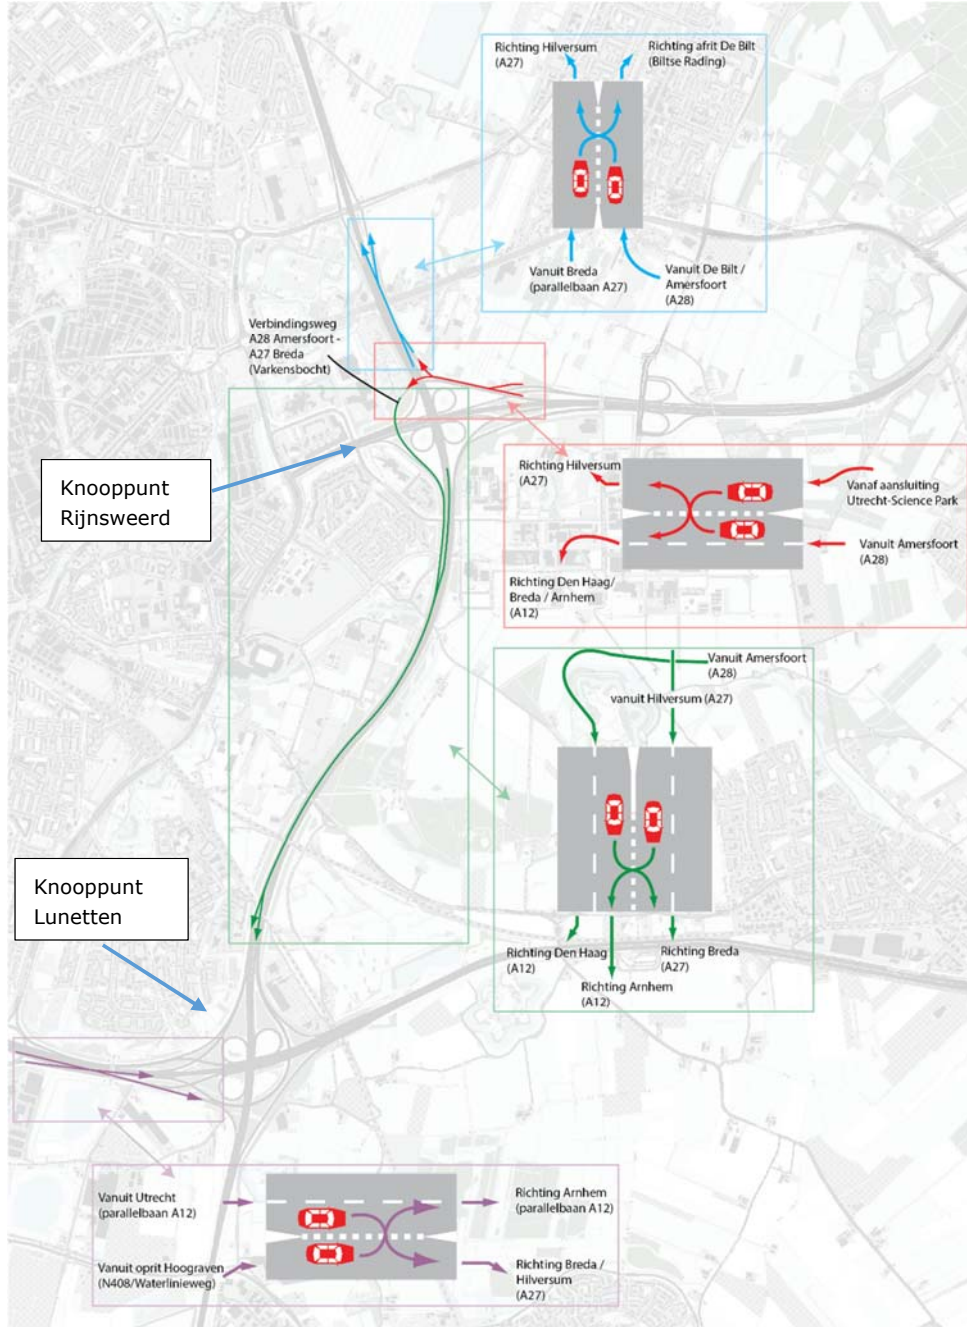 Richting Hilversum
(A27)
Richting afrit De Bilt
(Biltse Rading)
Vanuit Breda
(parallelbaan A27)
Vanuit De Bilt /
Amersfoort
(A28)
Verbindingsweg
A28 Amersfoort -
A27 Breda
(Varkensbocht)
Knooppunt
Rijnsweerd
Richting Hilversum
(A27)
Vanaf aansluiting
Utrecht-Science Park
Vanuit Amersfoort
(A28)
Richting Den Haag/
Breda / Arnhem
(A12)
Vanuit Amersfoort
(A28)
vanuit Hilversum (A27)
Richting Den Haag
(A12)
Richting Breda
(A27)
Richting Arnhem
(A12)
Knooppunt
Lunetten
Vanuit Utrecht
(parallelbaan A12)
Richting Arnhem
(parallelbaan A12)
Vanuit oprit Hoograven
(N408/Waterlinieweg)
Richting Breda /
Hilversum
(A27)